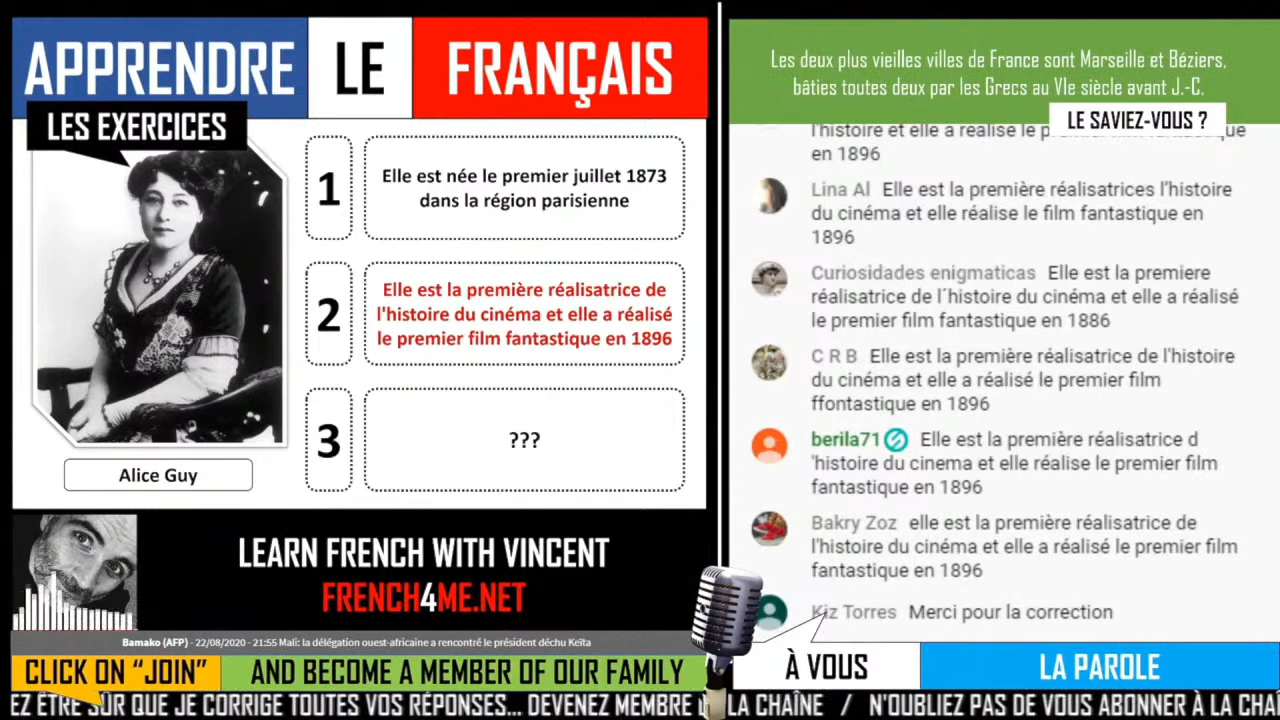 APPRENDRE LE FRANÇAIS
LES EXERCICES
1
Elle est née le premier juillet 1873
dans la région parisienne
2
Elle est la première réalisatrice de
l'histoire du cinéma et elle a réalisé
le premier film fantastique en 1896
3
???
Alice Guy
LEARN FRENCH WITH VINCENT
FRENCH4ME.NET
Bamako (AFP) - 22/08/2020 - 21:55 Mali: la délégation ouest-africaine a rencontré le président déchu Keïta
CLICK ON “JOIN” AND BECOME A MEMBER OF OUR FAMILY
Les deux plus vieilles villes de France sont Marseille et Béziers,
bâties toutes deux par les Grecs au VIe siècle avant J.-C.
LE SAVIEZ-VOUS ?
l'histoire et elle a réalisé le fantastique
en 1896
Lina Al Elle est la première réalisatrices l'histoire
du cinéma et elle réalise le film fantastique en
1896
Curiosidades enigmaticas Elle est la premiere
réalisatrice de l´histoire du cinéma et elle a réalisé
le premier film fantastique en 1886
C R B Elle est la première réalisatrice de l'histoire
du cinéma et elle a réalisé le premier film
ffontastique en 1896
berila71 Elle est la première réalisatrice d
'histoire du cinema et elle réalise le premier film
fantastique en 1896
Bakry Zoz elle est la première réalisatrice de
l'histoire du cinéma et elle a réalisé le premier film
fantastique en 1896
Kiz Torres Merci pour la correction
À VOUS LA PAROLE
EZ ÊTRE SÛR QUE JE CORRIGE TOUTES VOS RÉPONSES... DEVENEZ MEMBRE LA CHAÎNE / N'OUBLIEZ PAS DE VOUS ABONNER À LA CHAÎ